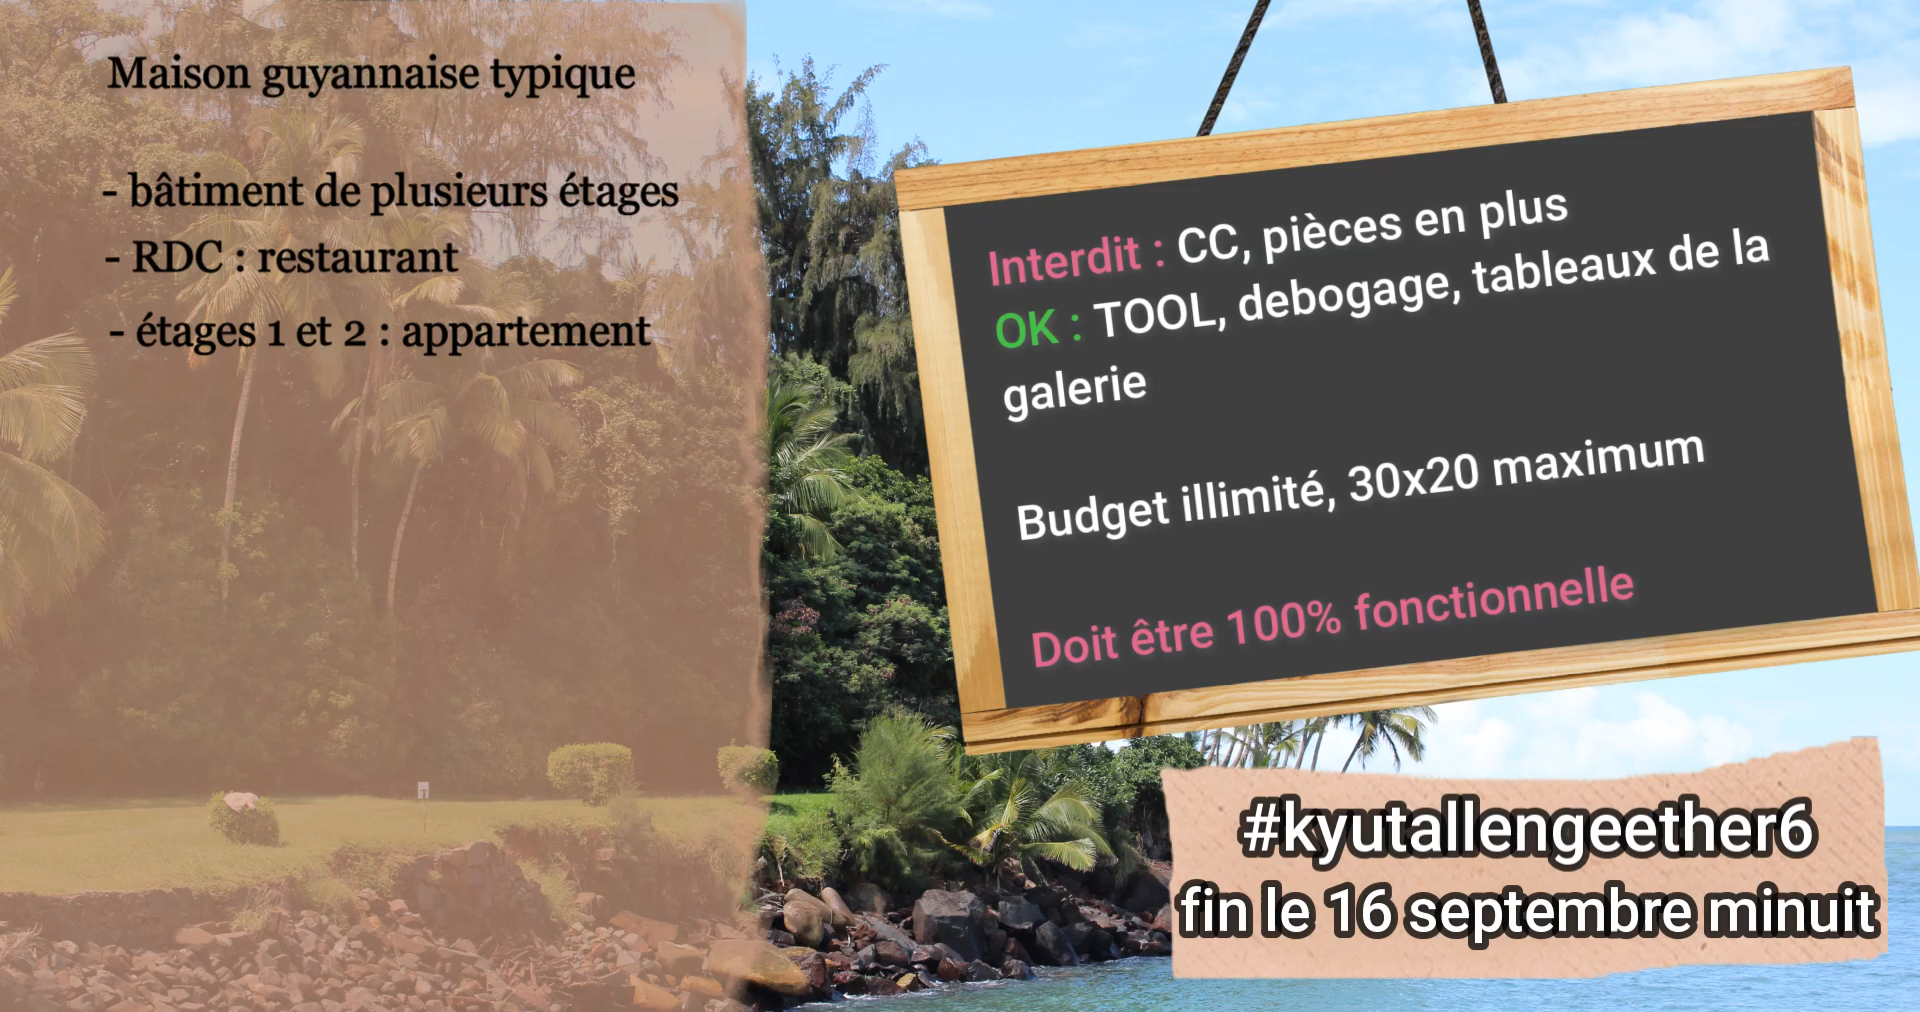 Maison guyannaise typique
- bâtiment de plusieurs étages
- RDC : restaurant
- étages 1 et 2 : appartement
Interdit : CC, pièces en plus
OK : TOOL, debogage, tableaux de la
galerie
Budget illimité, 30x20 maximum
Doit être 100% fonctionnelle
#kyutallengeether6
fin le 16 septembre minuit